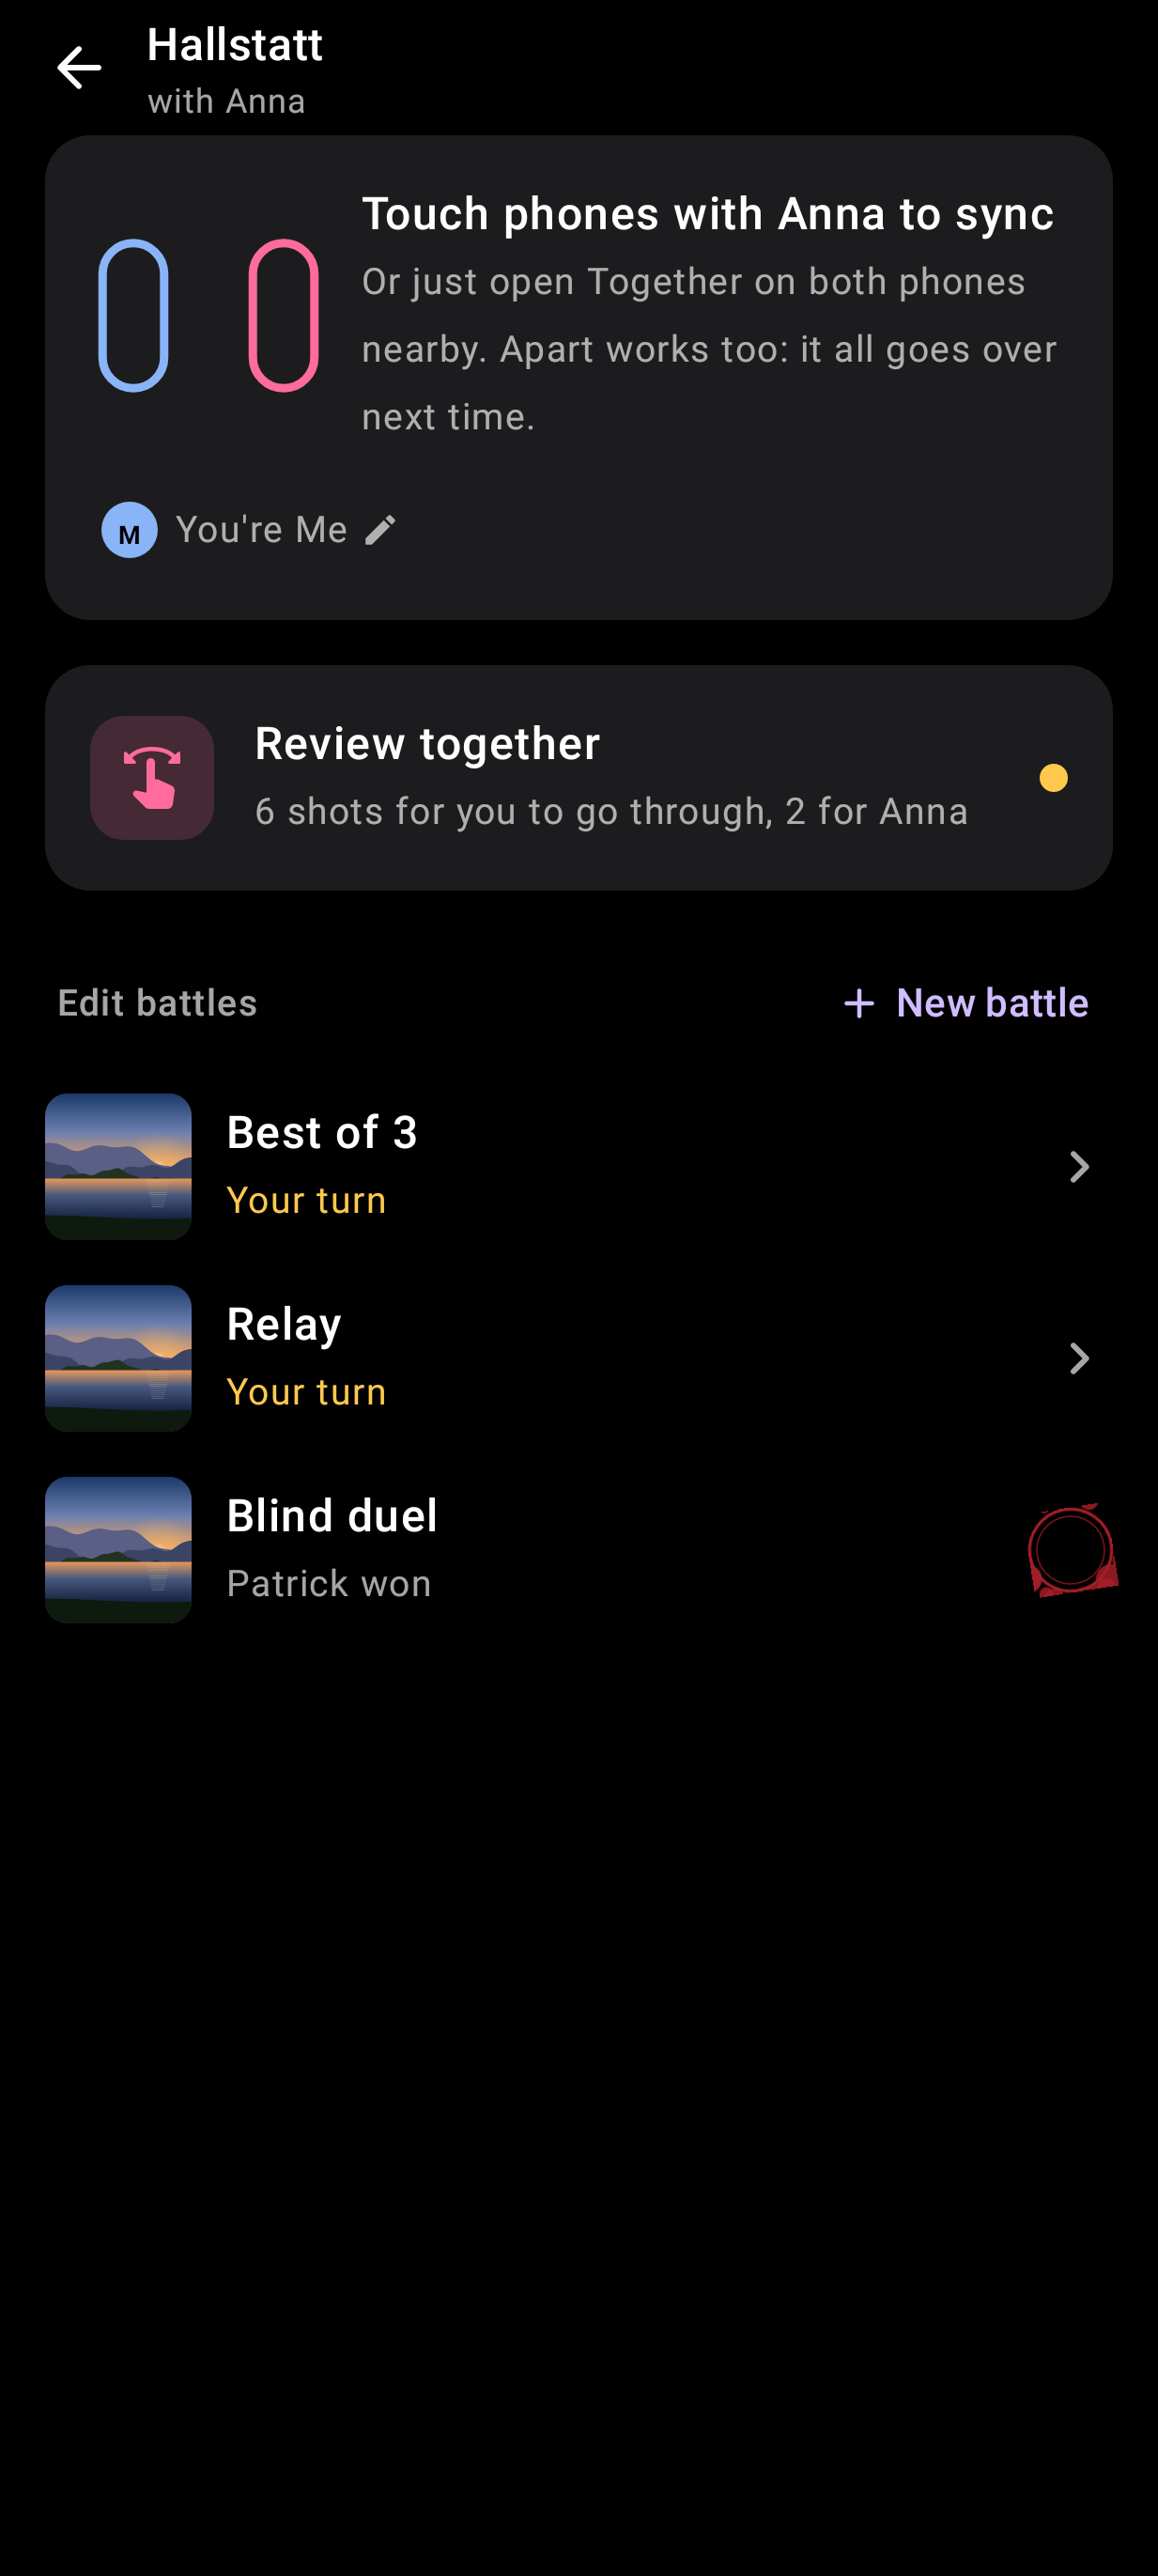 Hallstatt
with Anna
Touch phones with Anna to sync
Or just open Together on both phones
nearby. Apart works too: it all goes over
next time.
M
You're Me
Review together
6 shots for you to go through, 2 for Anna
Edit battles
+ New battle
Best of 3
Your turn
Relay
Your turn
Blind duel
Patrick won